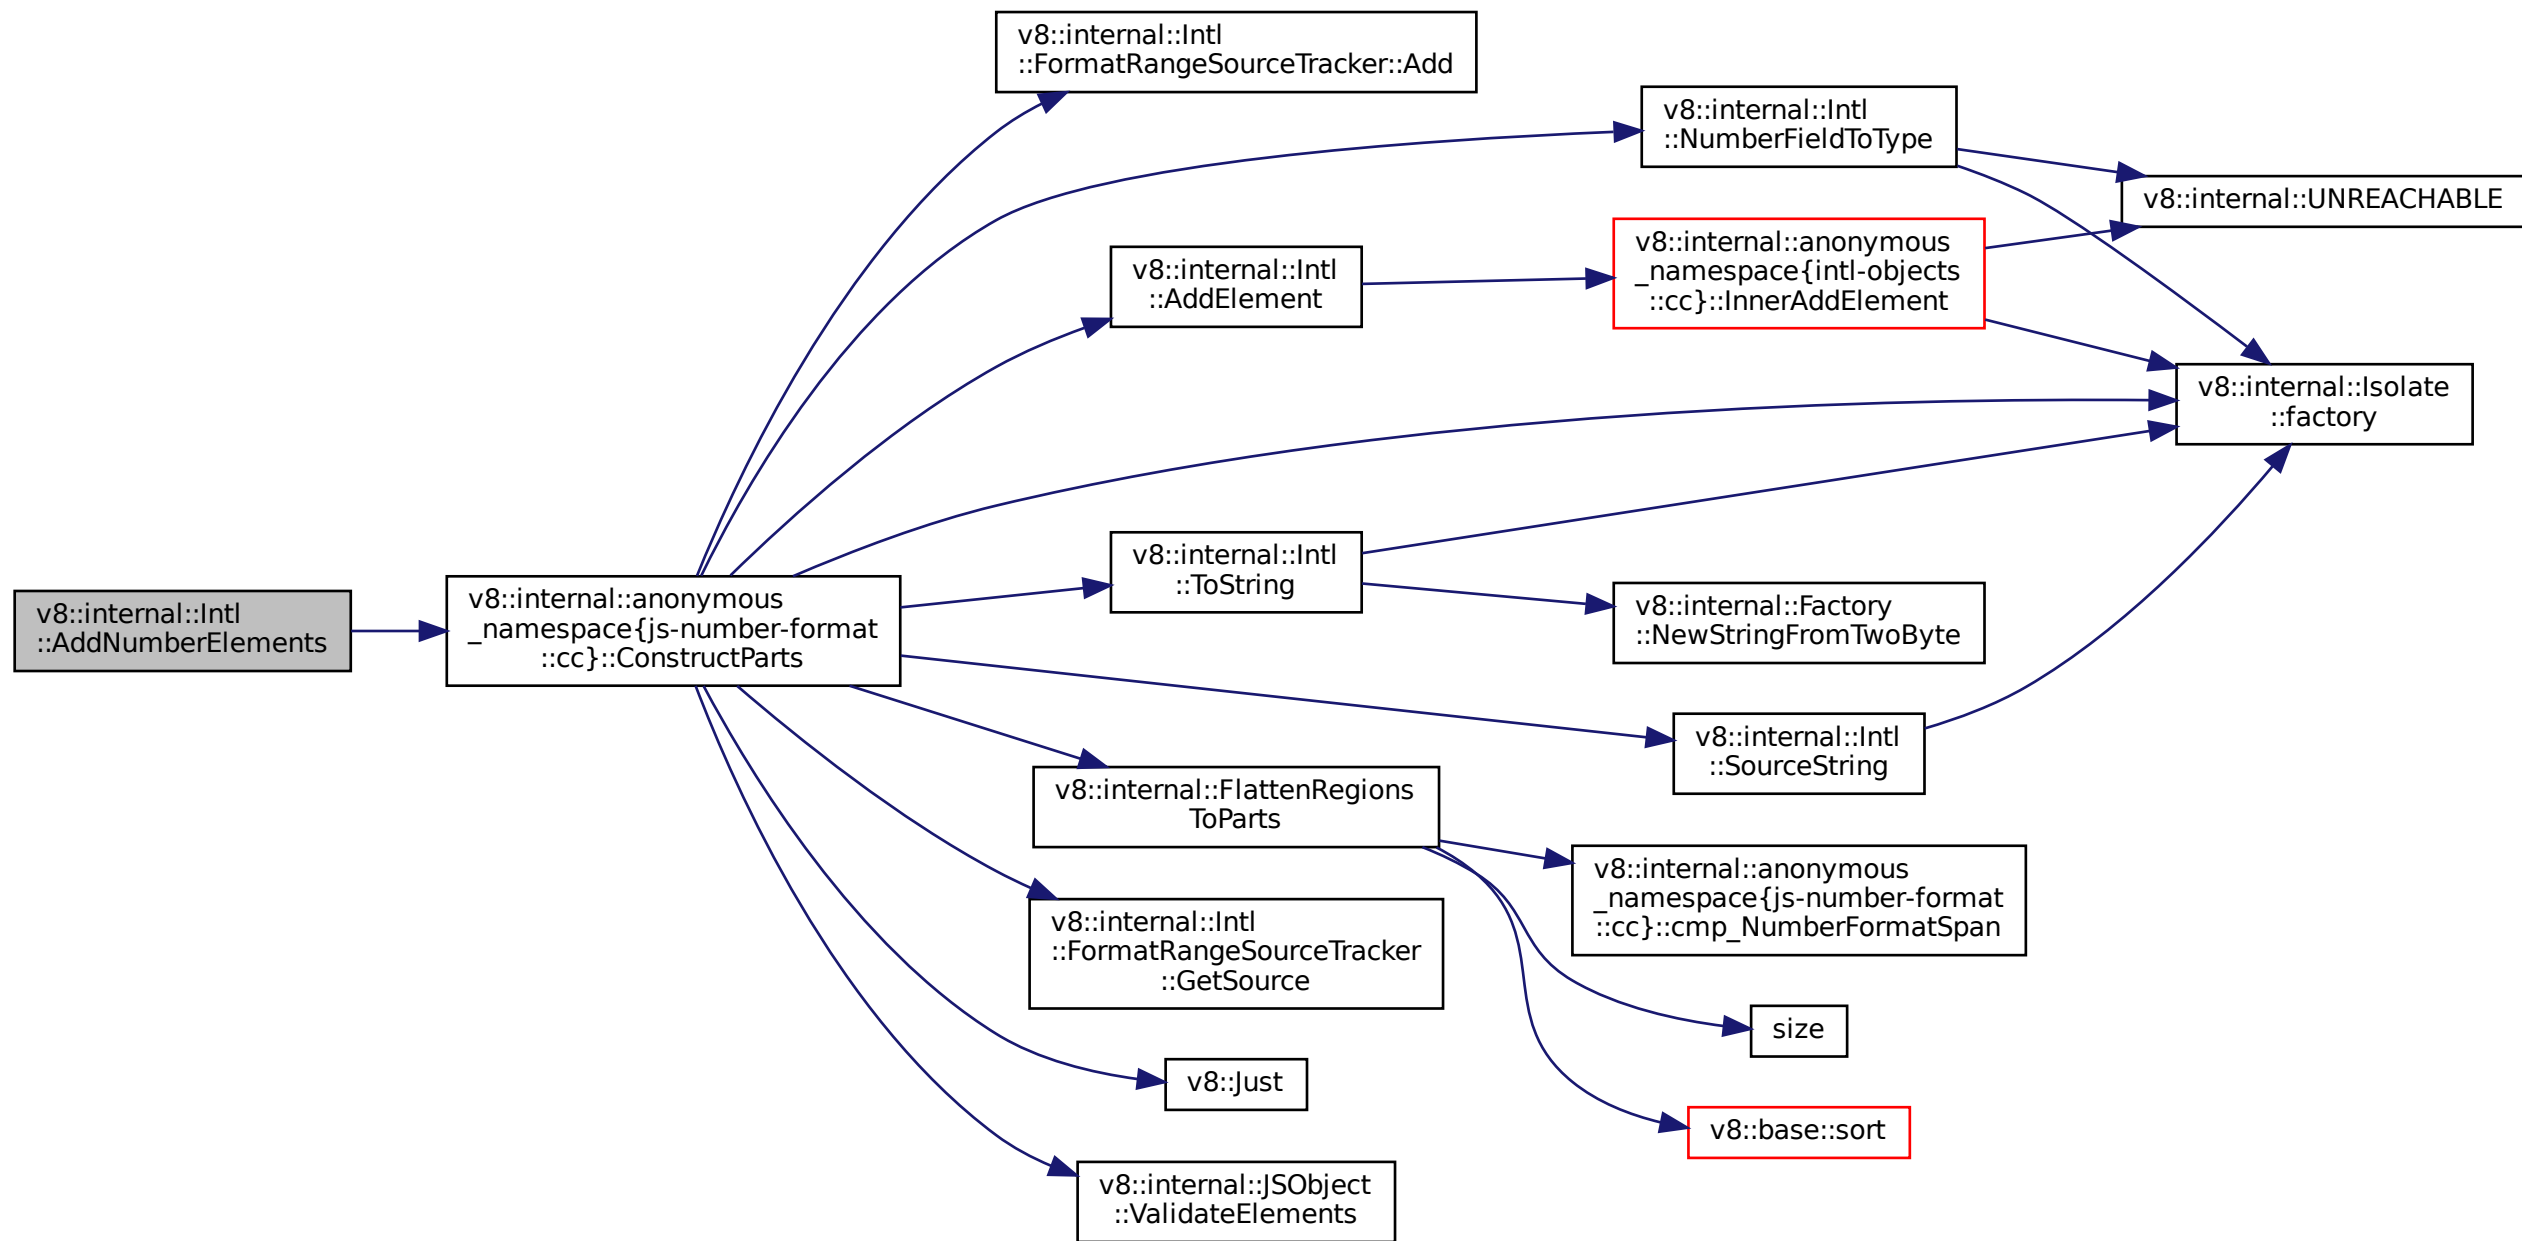 v8::internal::Intl
::AddNumberElements
v8::internal::anonymous
_namespace{js-number-format
::cc}::ConstructParts
v8::internal::Intl
::FormatRangeSourceTracker::Add
v8::internal::Intl
::NumberFieldToType
v8::internal::UNREACHABLE
v8::internal::Intl
::AddElement
v8::internal::anonymous
_namespace{intl-objects
::cc}::InnerAddElement
v8::internal::Isolate
::factory
v8::internal::Intl
::ToString
v8::internal::Factory
::NewStringFromTwoByte
v8::internal::Intl
::SourceString
v8::internal::FlattenRegions
ToParts
v8::internal::anonymous
_namespace{js-number-format
::cc}::cmp_NumberFormatSpan
v8::internal::Intl
::FormatRangeSourceTracker
::GetSource
size
v8::Just
v8::base::sort
v8::internal::JSObject
::ValidateElements